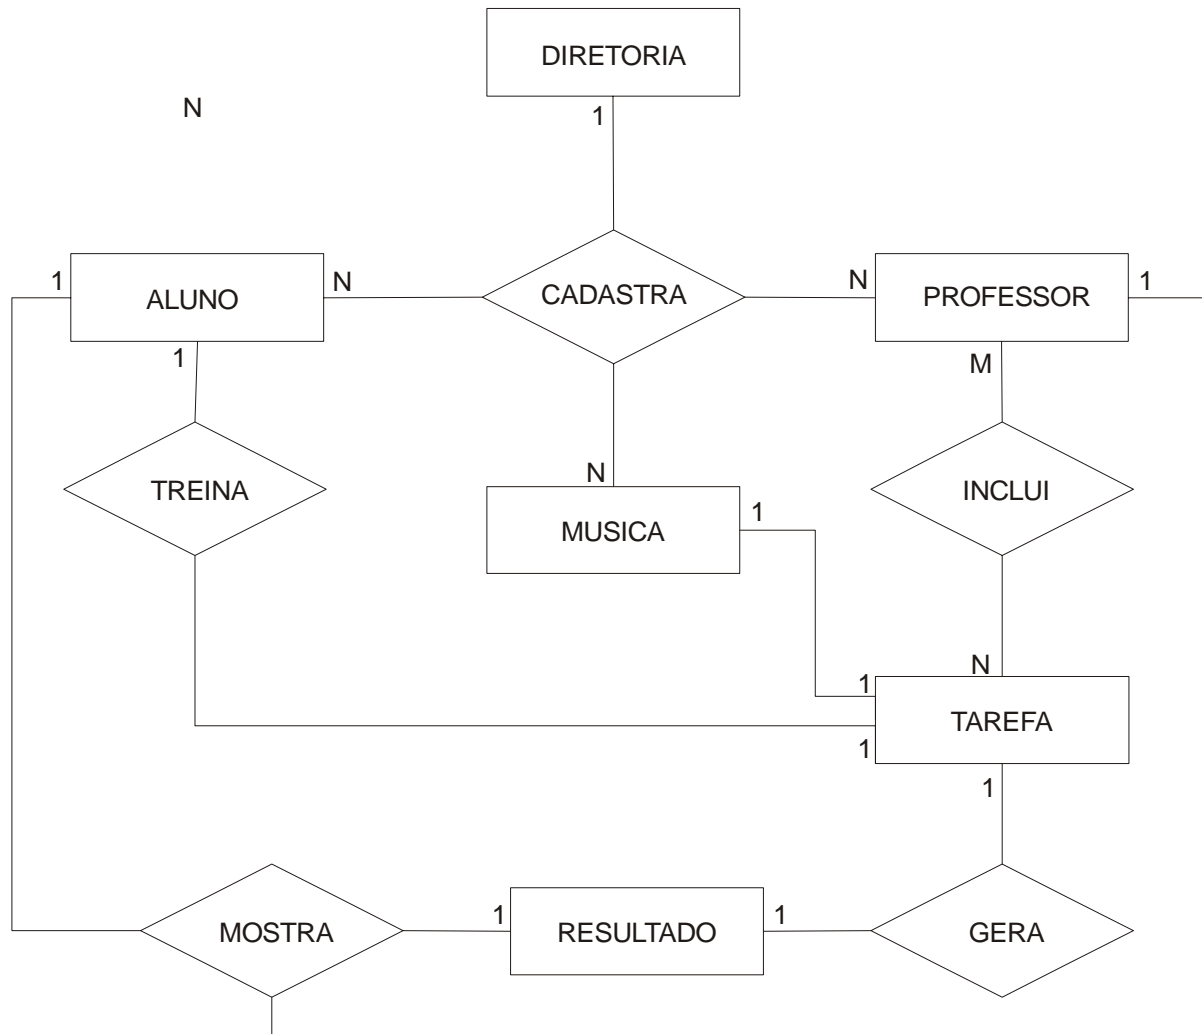 DIRETORIA
1
N
1
ALUNO
N
CADASTRA
N
PROFESSOR
1
1
M
TREINA
N
MUSICA
1
INCLUI
N
1
TAREFA
1
1
MOSTRA
1
RESULTADO
1
GERA